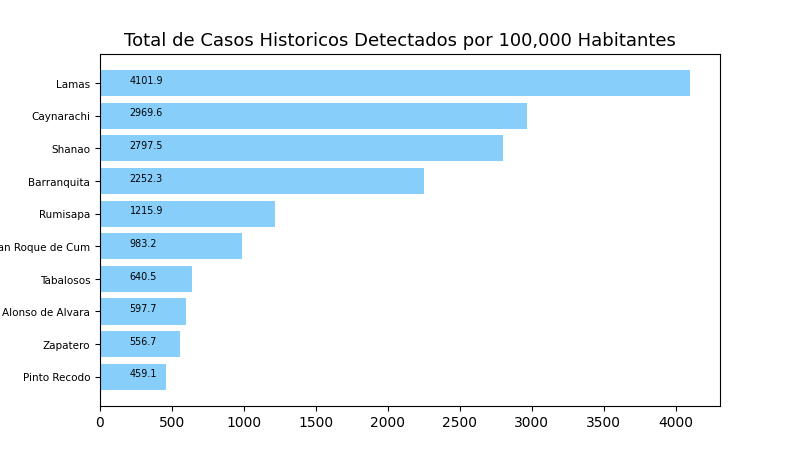 Total de Casos Historicos Detectados por 100,000 Habitantes
Lamas 4101.9
Caynarachi 2969.6
Shanao 2797.5
Barranquita 2252.3
Rumisapa 1215.9
an Roque de Cum 983.2
Tabalosos 640.5
Alonso de Alvara 597.7
Zapatero 556.7
Pinto Recodo 459.1
0 500 1000 1500 2000 2500 3000 3500 4000